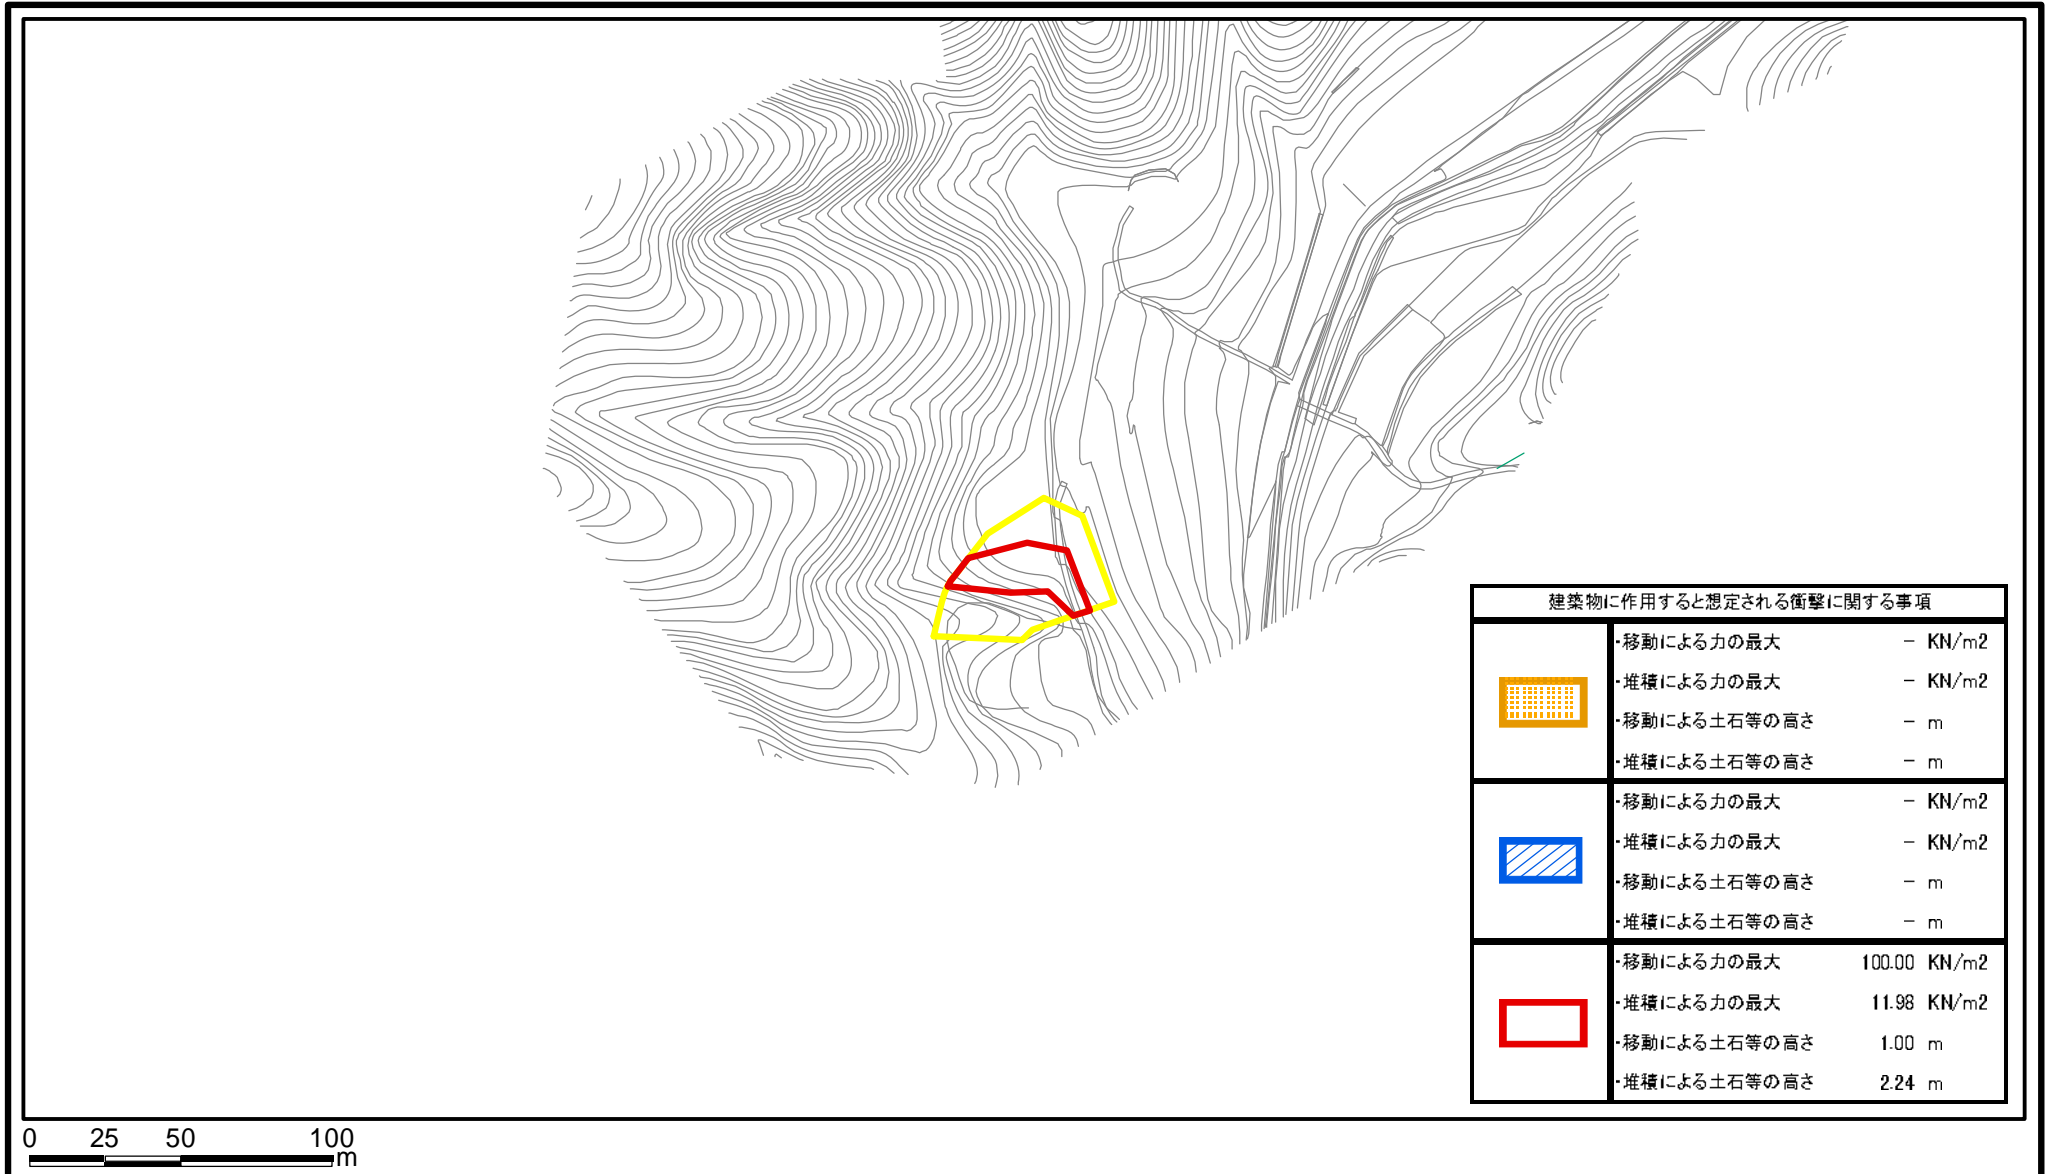 建築物に作用すると想定される衝撃に関する事項
・移動による力の最大 － KN/m2
・堆積による力の最大 － KN/m2
・移動による土石等の高さ － m
・堆積による土石等の高さ － m
・移動による力の最大 － KN/m2
・堆積による力の最大 － KN/m2
・移動による土石等の高さ － m
・堆積による土石等の高さ － m
・移動による力の最大 100.00 KN/m2
・堆積による力の最大 11.98 KN/m2
・移動による土石等の高さ 1.00 m
・堆積による土石等の高さ 2.24 m
0 25 50 100
m